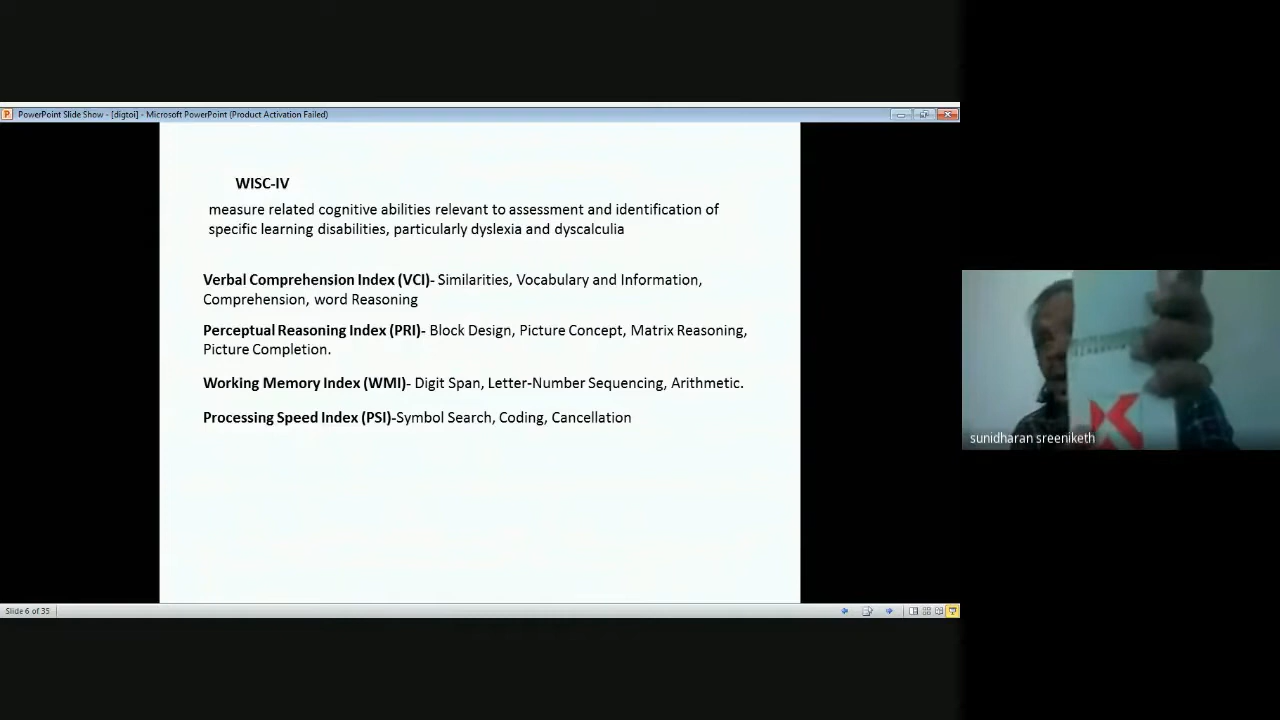 PowerPoint Slide Show - [digtoi] - Microsoft PowerPoint (Product Activation Failed)
WISC-IV
measure related cognitive abilities relevant to assessment and identification of
specific learning disabilities, particularly dyslexia and dyscalculia
Verbal Comprehension Index (VCI)- Similarities, Vocabulary and Information,
Comprehension, word Reasoning
Perceptual Reasoning Index (PRI)- Block Design, Picture Concept, Matrix Reasoning,
Picture Completion.
Working Memory Index (WMI)- Digit Span, Letter-Number Sequencing, Arithmetic.
Processing Speed Index (PSI)-Symbol Search, Coding, Cancellation
sunidharan sreeniketh
Slide 6 of 35